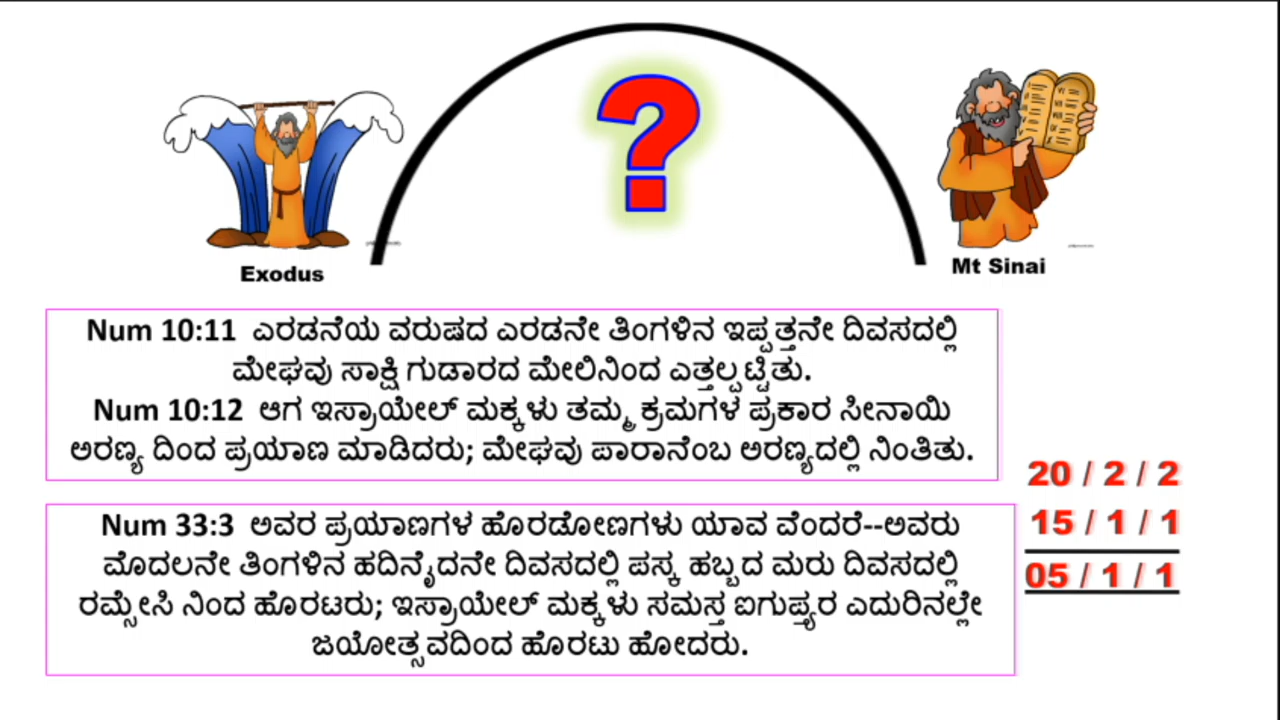 ?
Exodus
Mt Sinai
Num 10:11 ಎರಡನೆಯ ವರುಷದ ಎರಡನೇ ತಿಂಗಳಿನ ಇಪ್ಪತ್ತನೇ ದಿವಸದಲ್ಲಿ
ಮೇಘವು ಸಾಕ್ಷಿ ಗುಡಾರದ ಮೇಲಿನಿಂದ ಎತ್ತಲ್ಪಟ್ಟಿತು.
Num 10:12 ಆಗ ಇಸ್ರಾಯೇಲ್ ಮಕ್ಕಳು ತಮ್ಮ ಕ್ರಮಗಳ ಪ್ರಕಾರ ಸೀನಾಯಿ
ಅರಣ್ಯ ದಿಂದ ಪ್ರಯಾಣ ಮಾಡಿದರು; ಮೇಘವು ಪಾರಾನೆಂಬ ಅರಣ್ಯದಲ್ಲಿ ನಿಂತಿತು.
20 / 2 / 2
15 / 1 / 1
05 / 1 / 1
Num 33:3 ಅವರ ಪ್ರಯಾಣಗಳ ಹೊರಡೋಣಗಳು ಯಾವ ವೆಂದರೆ--ಅವರು
ಮೊದಲನೇ ತಿಂಗಳಿನ ಹದಿನೈದನೇ ದಿವಸದಲ್ಲಿ ಪಸ್ಕ ಹಬ್ಬದ ಮರು ದಿವಸದಲ್ಲಿ
ರಮ್ಸೇಸಿ ನಿಂದ ಹೊರಟರು; ಇಸ್ರಾಯೇಲ್ ಮಕ್ಕಳು ಸಮಸ್ತ ಐಗುಪ್ತ್ಯರ ಎದುರಿನಲ್ಲೇ
ಜಯೋತ್ಸವದಿಂದ ಹೊರಟು ಹೋದರು.